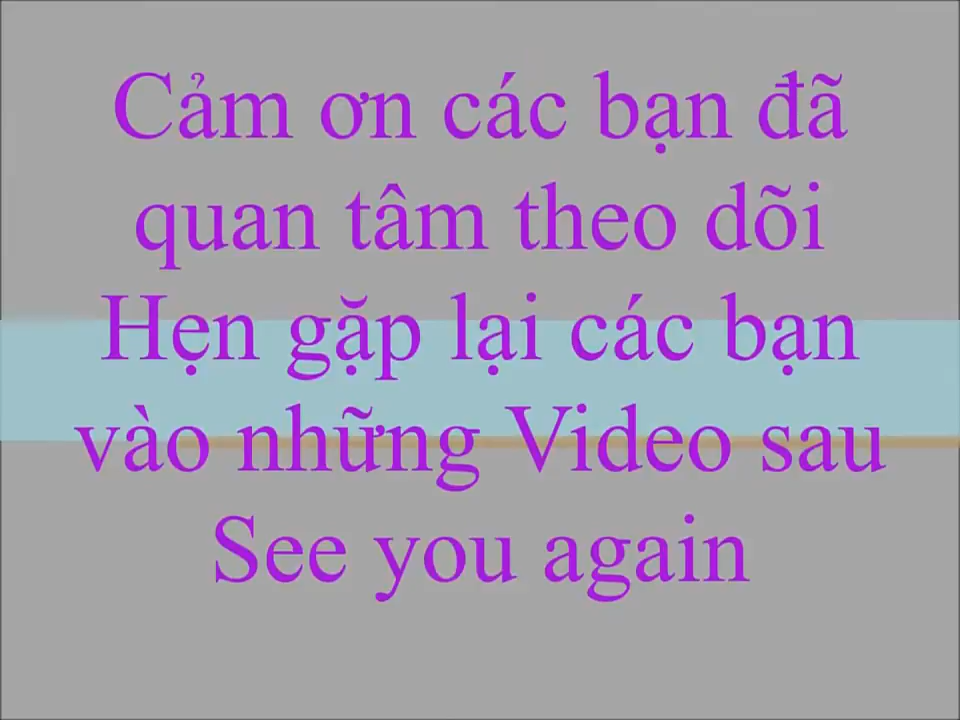 Cảm ơn các bạn đã
quan tâm theo dõi
Hẹn gặp lại các bạn
vào những Video sau
See you again